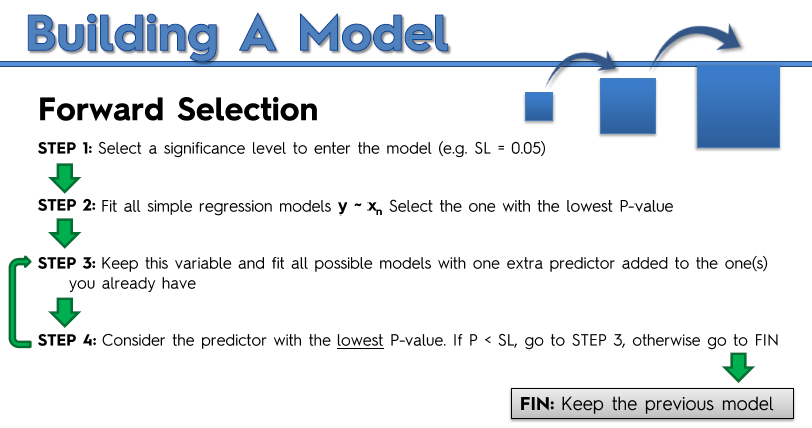 Building A Model
Forward Selection
STEP 1: Select a significance level to enter the model (e.g. SL = 0.05)
STEP 2: Fit all simple regression models y ~ xn Select the one with the lowest P-value
STEP 3: Keep this variable and fit all possible models with one extra predictor added to the one(s)
you already have
STEP 4: Consider the predictor with the lowest P-value. If P < SL, go to STEP 3, otherwise go to FIN
FIN: Keep the previous model